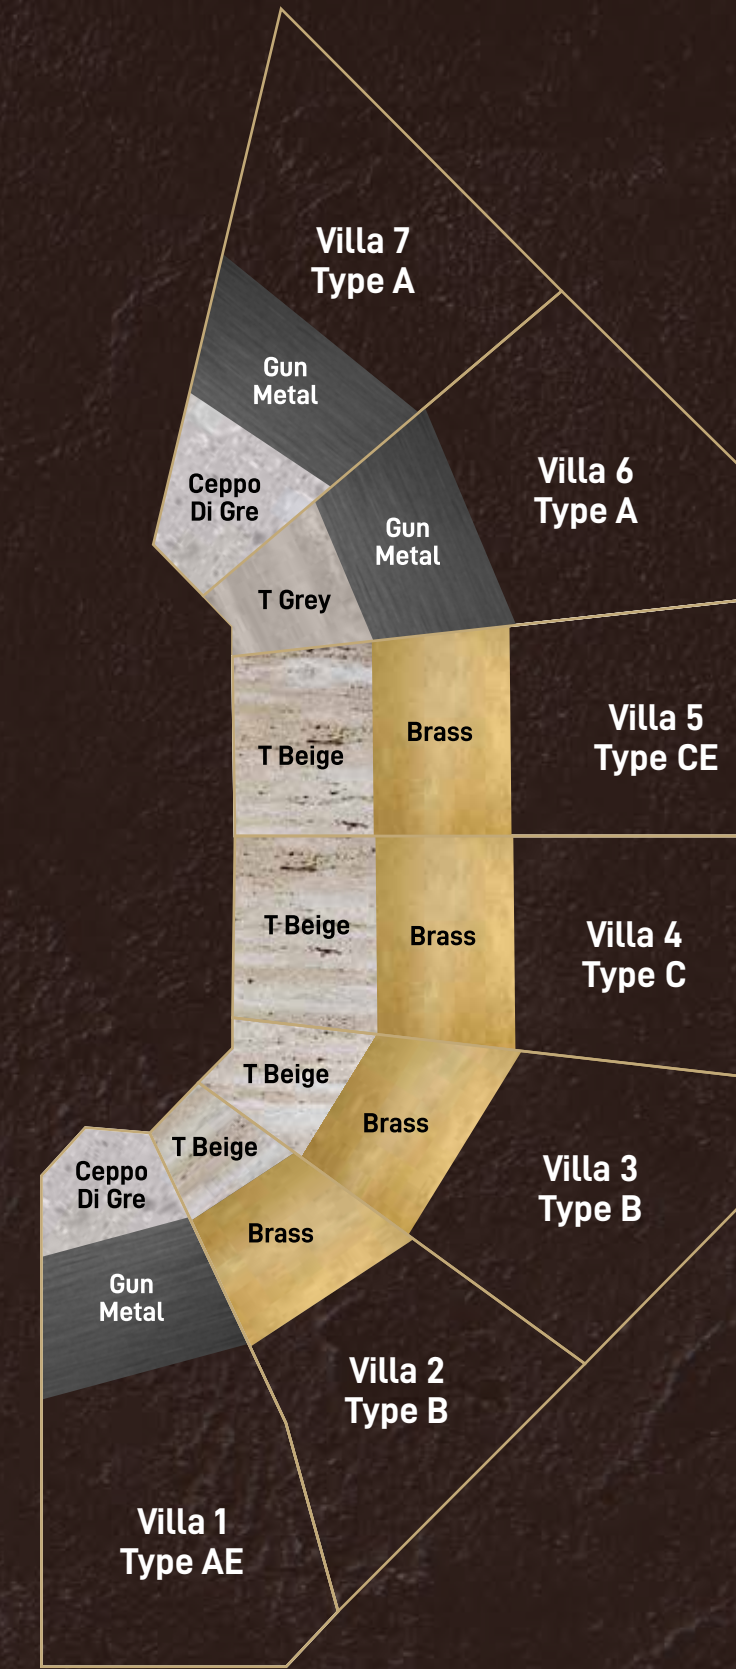 Villa 7
Type A
Gun
Metal
Ceppo
Di Gre
Villa 6
Type A
Gun
Metal
T Grey
Villa 5
Type CE
Brass
T Beige
Villa 4
Type C
Brass
T Beige
T Beige
Brass
Villa 3
Type B
T Beige
Brass
Villa 2
Type B
Ceppo
Di Gre
Gun
Metal
Villa 1
Type AE